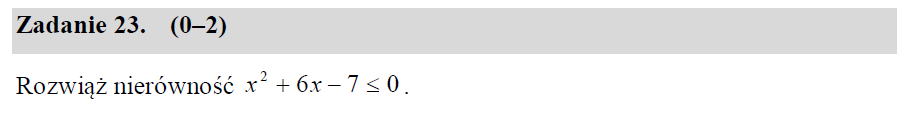 Zadanie 23. (0–2)
Rozwiąż nierówność x² + 6x − 7 ≤ 0 .